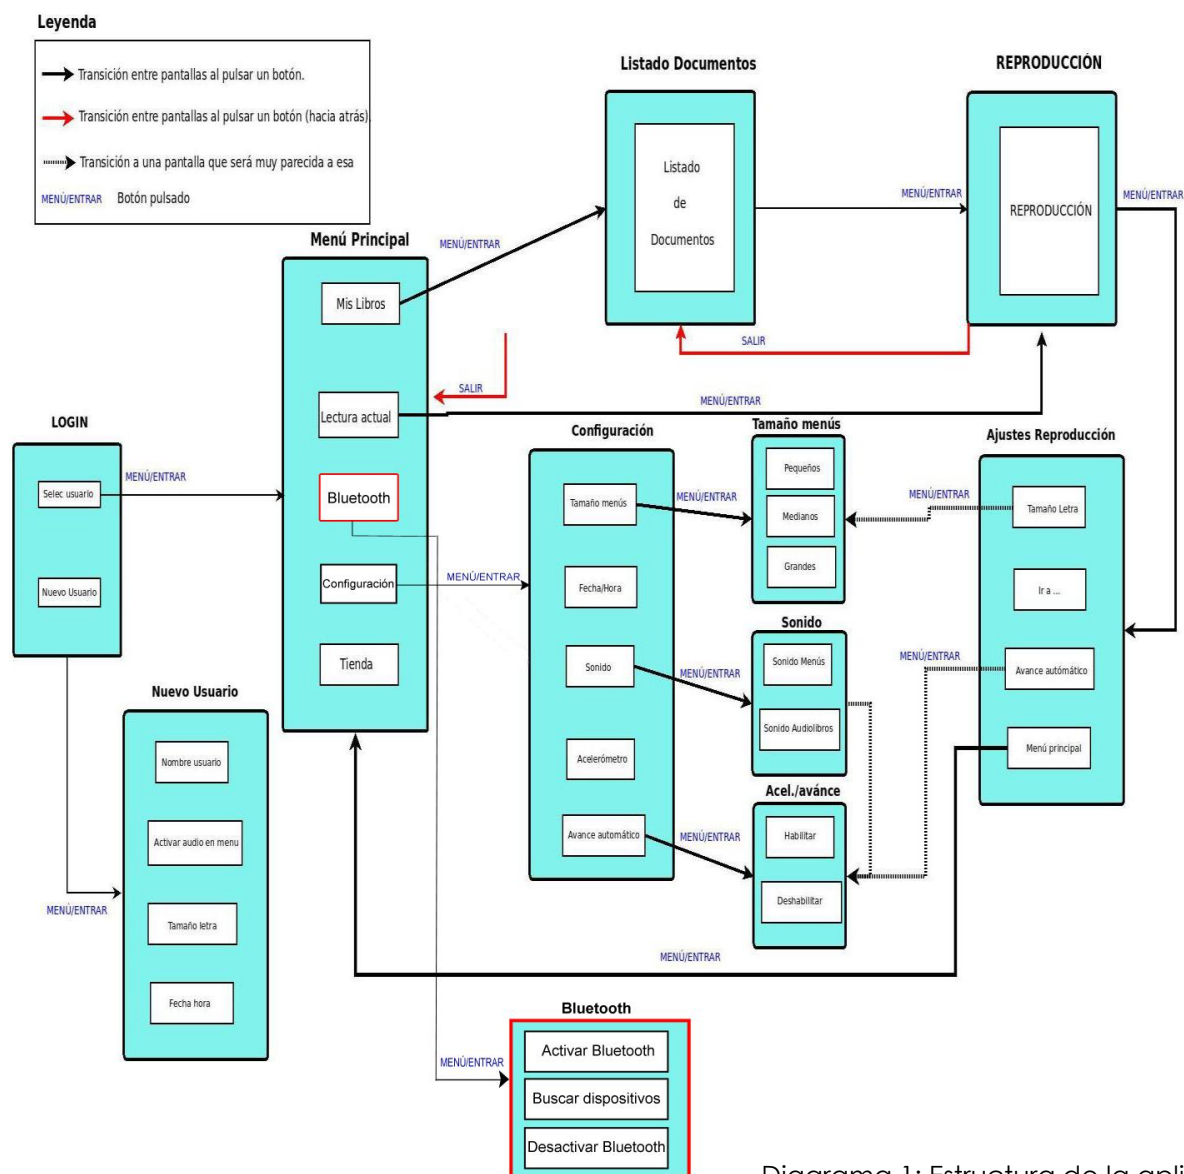 Leyenda
Transición entre pantallas al pulsar un botón.
Transición entre pantallas al pulsar un botón (hacia atrás).
Transición a una pantalla que será muy parecida a esa
MENÚ/ENTRAR Botón pulsado
Listado Documentos
Listado
de
Documentos
MENÚ/ENTRAR
REPRODUCCIÓN
REPRODUCCIÓN
MENÚ/ENTRAR
SALIR
Menú Principal
MENÚ/ENTRAR
Mis Libros
Lectura actual
Bluetooth
Configuración
Tienda
SALIR
MENÚ/ENTRAR
LOGIN
Selec usuario
Nuevo Usuario
MENÚ/ENTRAR
MENÚ/ENTRAR
Nuevo Usuario
Nombre usuario
Activar audio en menu
Tamaño letra
Fecha hora
MENÚ/ENTRAR
Configuración
Tamaño menús
Fecha/Hora
Sonido
Acelerómetro
Avance automático
MENÚ/ENTRAR
MENÚ/ENTRAR
MENÚ/ENTRAR
Tamaño menús
Pequeños
Medianos
Grandes
Sonido
Sonido Menús
Sonido Audiolibros
Acel./avánce
Habilitar
Deshabilitar
MENÚ/ENTRAR
MENÚ/ENTRAR
Ajustes Reproducción
Tamaño Letra
Ir a ...
Avance autómático
Menú principal
MENÚ/ENTRAR
MENÚ/ENTRAR
Bluetooth
Activar Bluetooth
Buscar dispositivos
Desactivar Bluetooth
Diagrama 1: Estructura de la